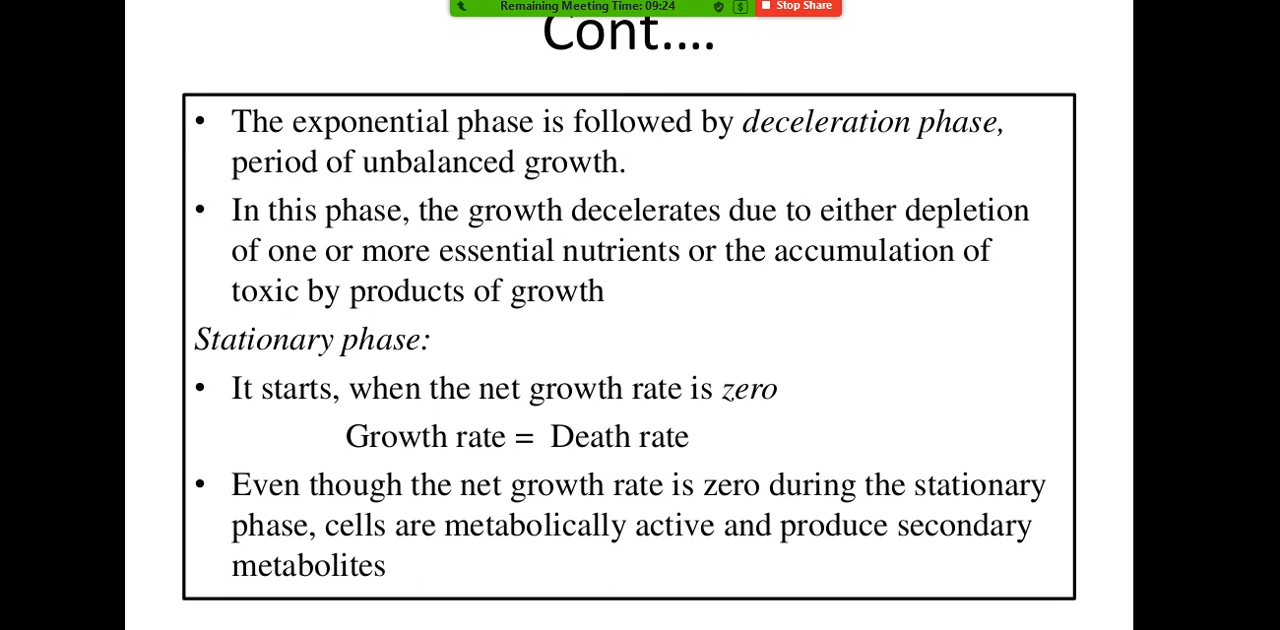 Remaining Meeting Time: 09:24
Stop Share
Cont....
• The exponential phase is followed by deceleration phase,
period of unbalanced growth.
• In this phase, the growth decelerates due to either depletion
of one or more essential nutrients or the accumulation of
toxic by products of growth
Stationary phase:
• It starts, when the net growth rate is zero
Growth rate = Death rate
• Even though the net growth rate is zero during the stationary
phase, cells are metabolically active and produce secondary
metabolites